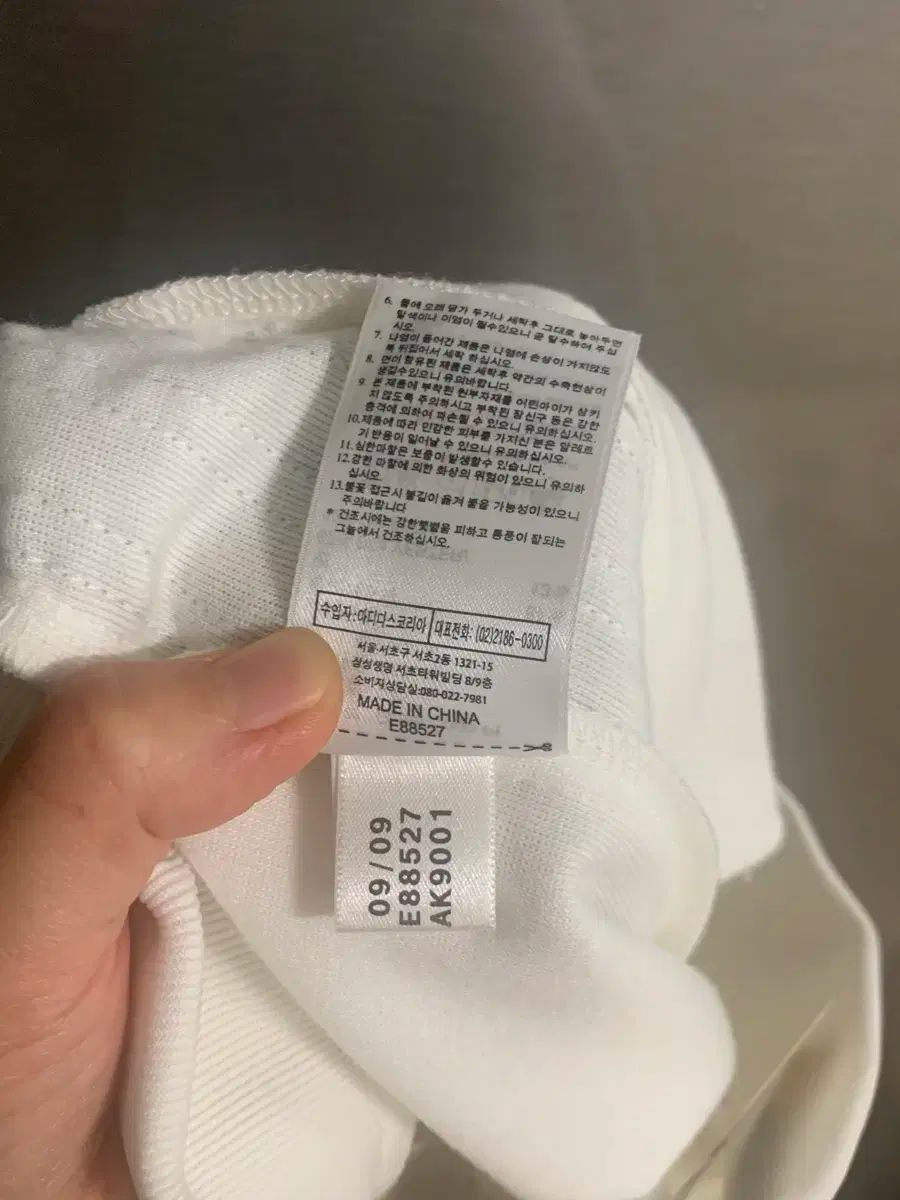 6. 물에 오래 담가 두거나 세탁후 그대로 놓아두면
탈색이나 이염이 될수있으니 곧 탈수하여 주십
시오.
7. 나염이 들어간 제품은 나염에 손상이 가지않도
록 뒤집어서 세탁 하십시오.
8. 면이 함유된 제품은 세탁후 약간의 수축현상이
생길수있으니 유의바랍니다.
9. 본 제품에 부착된 천부자재를 어린아이가 삼키
지 않도록 주의하시고 부착된 장신구 등은 강한
충격에 의하여 파손될 수 있으니 유의하십시오.
10.제품에 따라 민감한 피부를 가지신 분은 알레르
기 반응이 일어날 수 있으니 유의하십시오.
11.심한마찰은 보풀이 발생할수 있습니다.
12.강한 마찰에 의한 화상의 위험이 있으니 유의하
십시오.
13.불꽃 접근시 불길이 옮겨 붙을 가능성이 있으니
주의바랍니다
* 건조시에는 강한햇볕을 피하고 통풍이 잘되는
그늘에서 건조하십시오.
수입자:아디다스코리아 대표전화: (02)2186-0300
서울서초구 서초2동 1321-15
삼성생명 서초타워빌딩 8/9층
소비자상담실:080-022-7981
MADE IN CHINA
E88527
09/09
E88527
AK9001